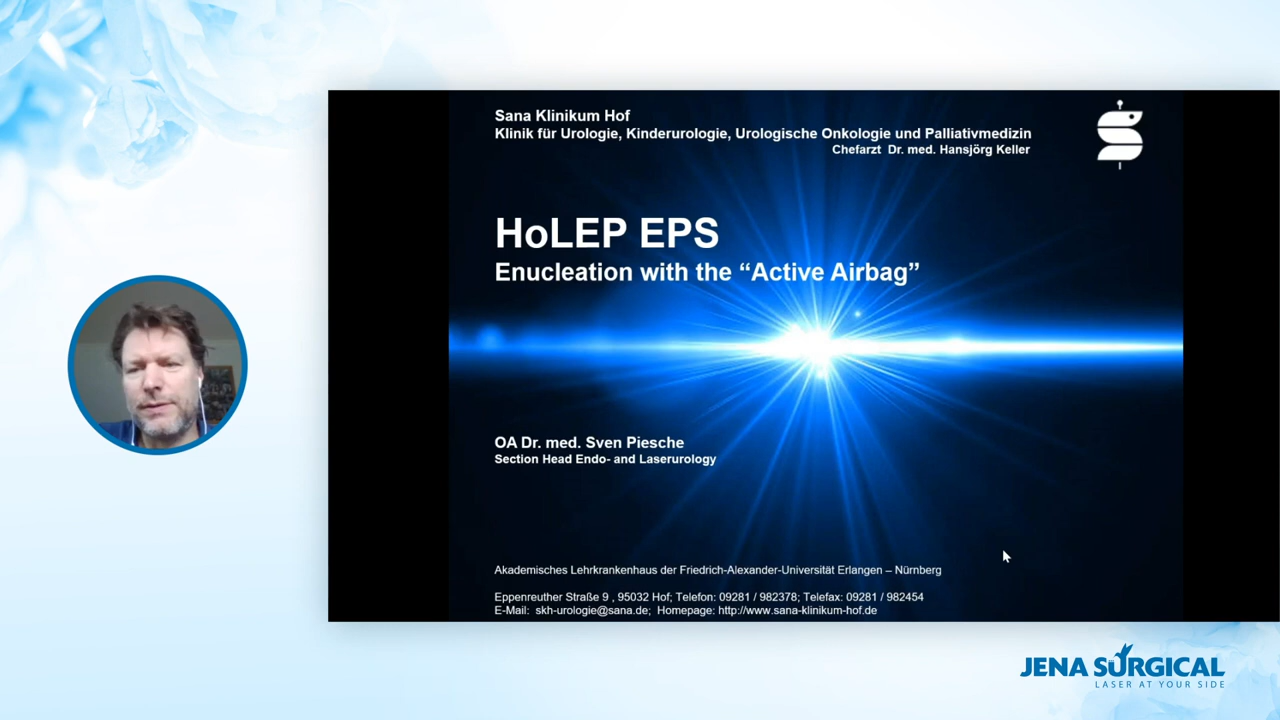 Sana Klinikum Hof
Klinik für Urologie, Kinderurologie, Urologische Onkologie und Palliativmedizin
Chefarzt Dr. med. Hansjörg Keller
HoLEP EPS
Enucleation with the “Active Airbag”
OA Dr. med. Sven Piesche
Section Head Endo- and Laserurology
Akademisches Lehrkrankenhaus der Friedrich-Alexander-Universität Erlangen – Nürnberg
Eppenreuther Straße 9 , 95032 Hof; Telefon: 09281 / 982378; Telefax: 09281 / 982454
E-Mail: skh-urologie@sana.de; Homepage: http://www.sana-klinikum-hof.de
JENA SURGICAL
LASER AT YOUR SIDE